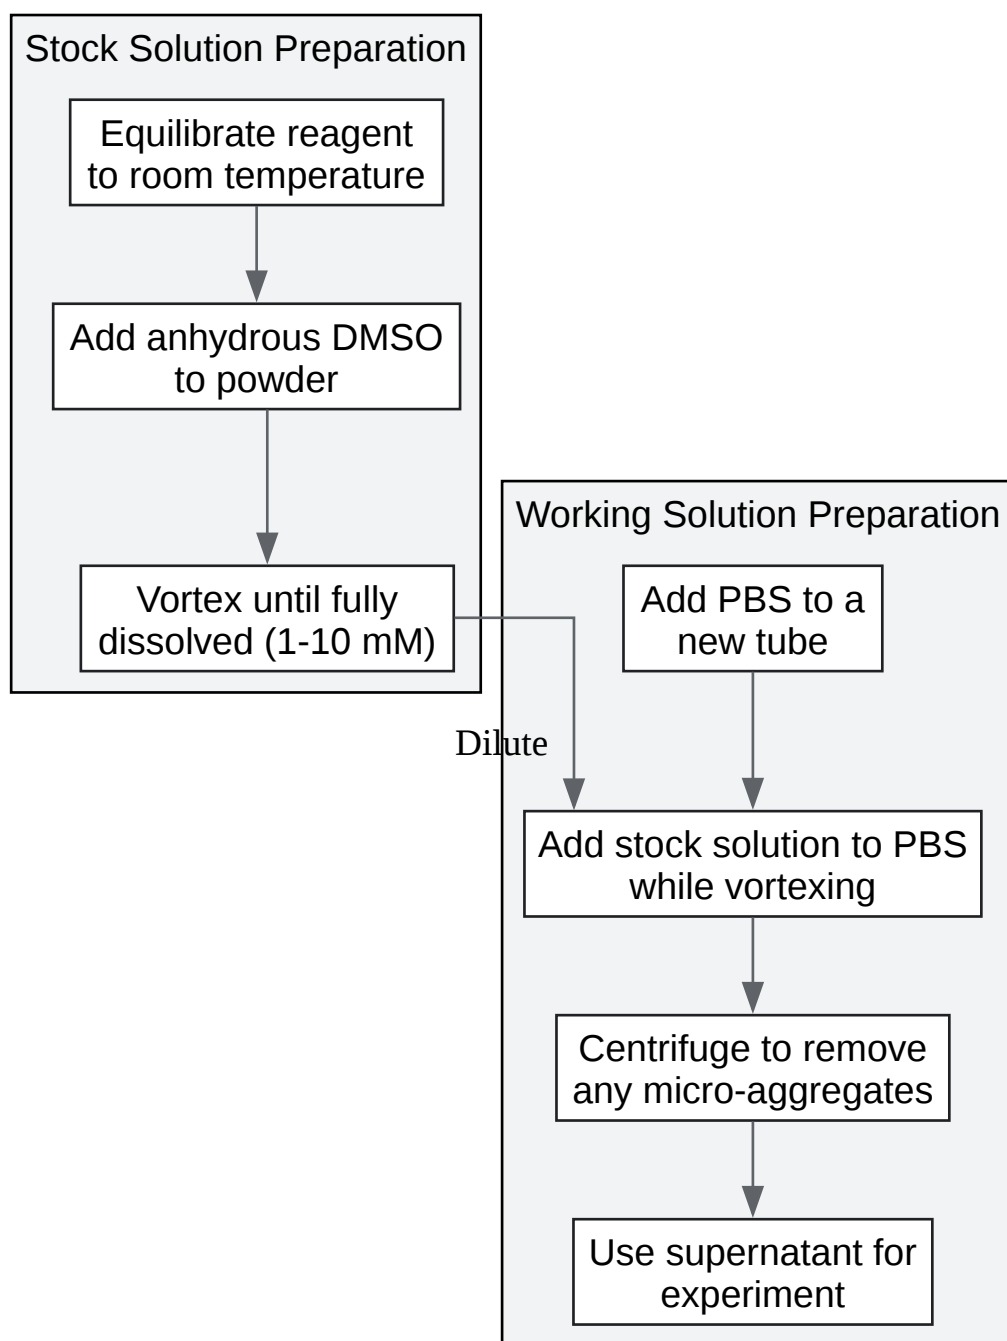 Stock Solution Preparation
Equilibrate reagent
to room temperature
Add anhydrous DMSO
to powder
Vortex until fully
dissolved (1-10 mM)
Dilute
Working Solution Preparation
Add PBS to a
new tube
Add stock solution to PBS
while vortexing
Centrifuge to remove
any micro-aggregates
Use supernatant for
experiment